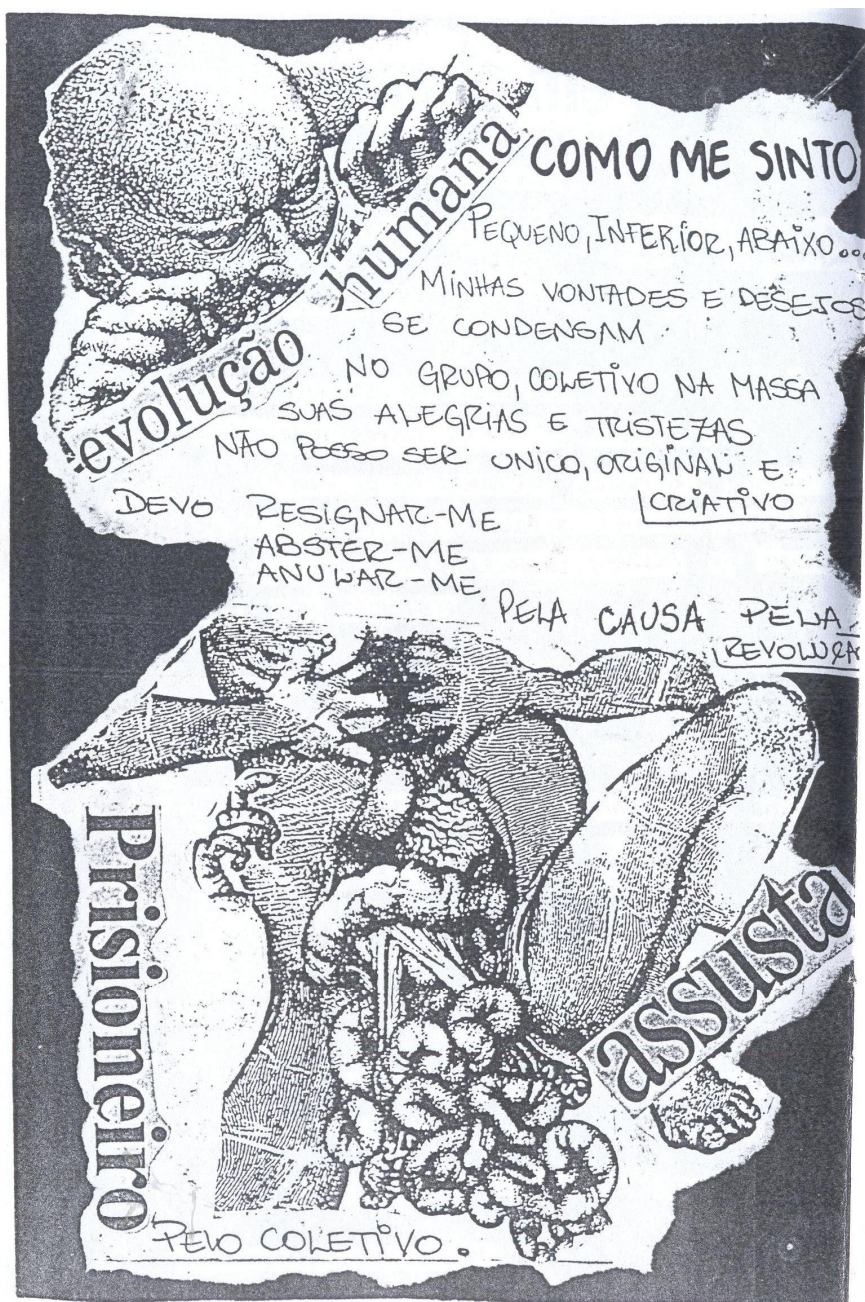 evolução humana
COMO ME SINTO
PEQUENO, INFERIOR, ABAIXO...
MINHAS VONTADES E DESEJOS
SE CONDENSAM
NO GRUPO, COLETIVO NA MASSA
SUAS ALEGRIAS E TRISTEZAS
NÃO POSSO SER UNICO, ORIGINAL E
CRIATIVO
DEVO RESIGNAR-ME
ABSTER-ME
ANULAR-ME
PELA CAUSA PELA
REVOLUÇÃ
Prisioneiro
assusta
PELO COLETIVO.